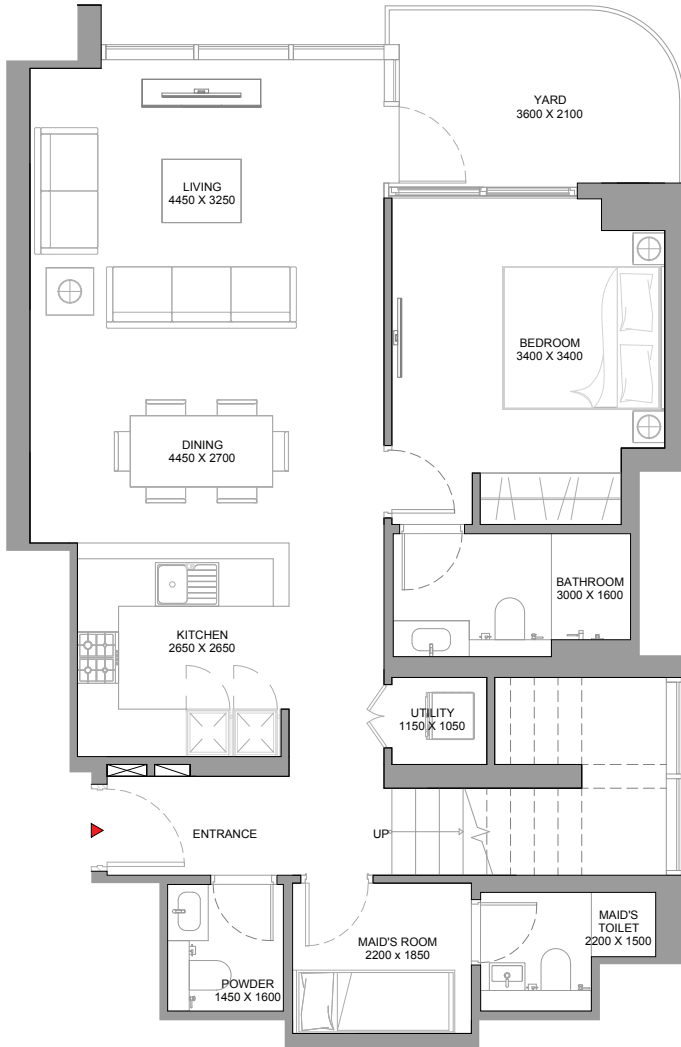 YARD
3600 X 2100
LIVING
4450 X 3250
BEDROOM
3400 X 3400
DINING
4450 X 2700
BATHROOM
3000 X 1600
KITCHEN
2650 X 2650
UTILITY
1150 X 1050
ENTRANCE
UP
MAID'S
TOILET
2200 X 1500
MAID'S ROOM
2200 x 1850
POWDER
1450 X 1600